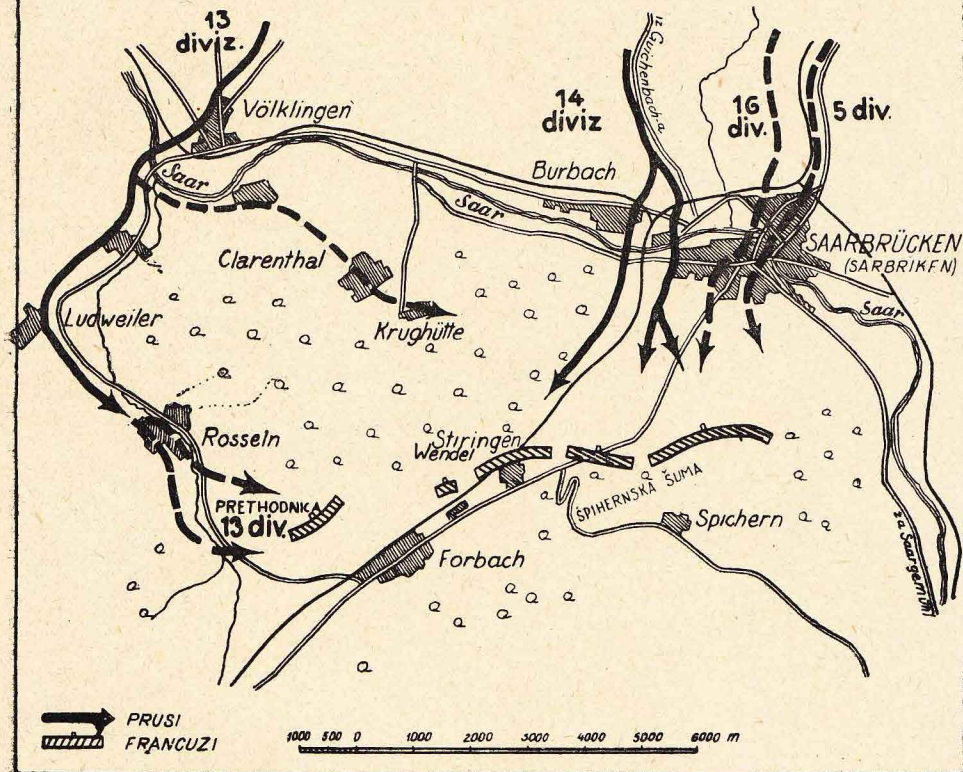 13
diviz.
Völklingen
Saar
iz Guichenbach-a
14
diviz
16
div.
5 div.
Burbach
Saar
SAARBRÜCKEN
(SARBRIKEN)
Saar
Clarenthal
Krughütte
Ludweiler
Rosseln
Stiringen
Wendel
PRETHODNICA
13 div.
ŠPIHERNSKA ŠUMA
Spichern
Forbach
za Saargemün
PRUSI
FRANCUZI
1000 500 0 1000 2000 3000 4000 5000 6000 m